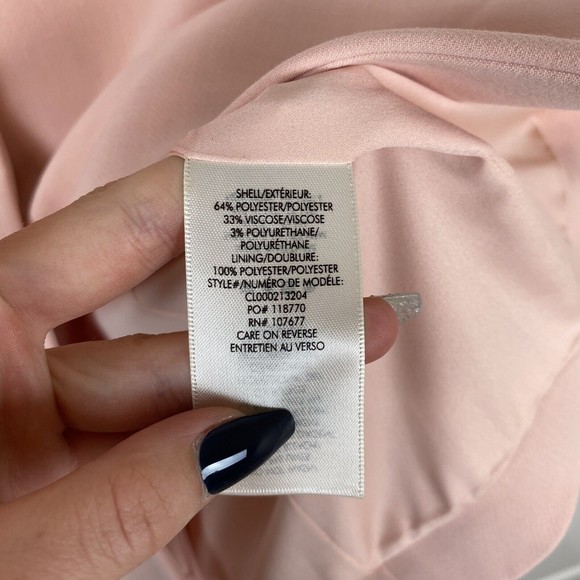 SHELL/EXTÉRIEUR:
64% POLYESTER/POLYESTER
33% VISCOSE/VISCOSE
3% POLYURETHANE/
POLYURÉTHANE
LINING/DOUBLURE:
100% POLYESTER/POLYESTER
STYLE#/NUMÉRO DE MODÉLE:
CL000213204
PO# 118770
RN# 107677
CARE ON REVERSE
ENTRETIEN AU VERSO